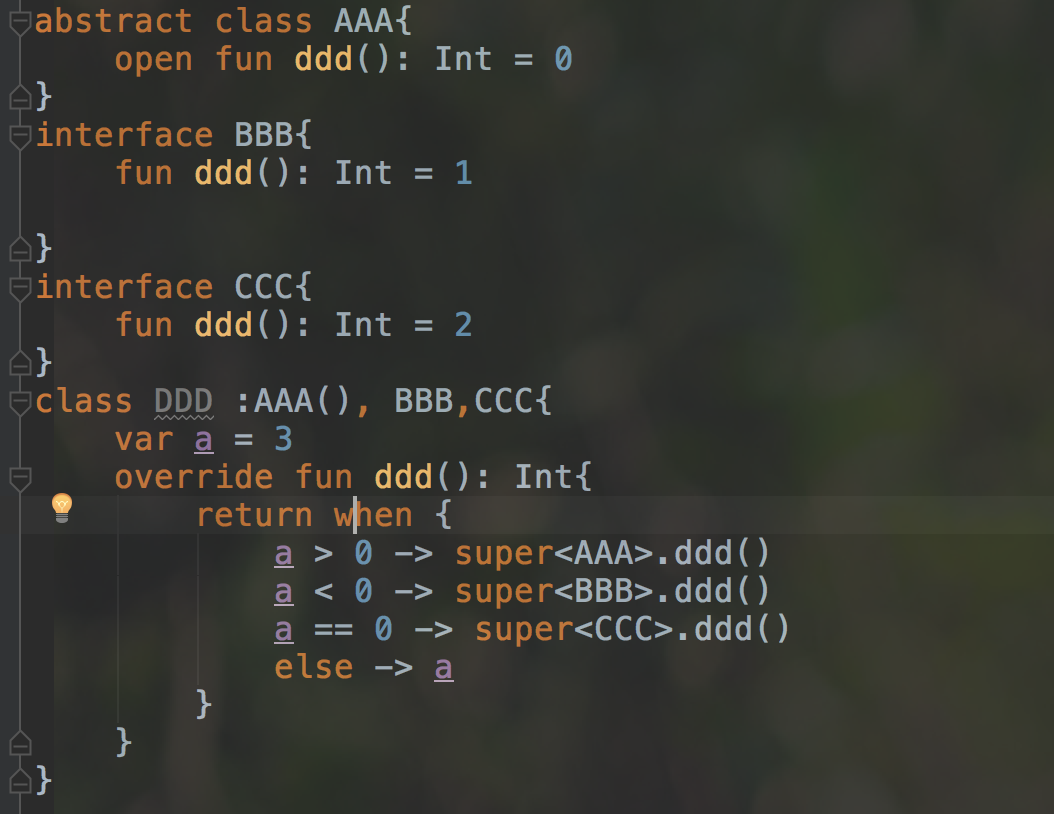 abstract class AAA{
    open fun ddd(): Int = 0
}
interface BBB{
    fun ddd(): Int = 1

}
interface CCC{
    fun ddd(): Int = 2
}
class DDD :AAA(), BBB,CCC{
    var a = 3
    override fun ddd(): Int{
        return when {
            a > 0 -> super<AAA>.ddd()
            a < 0 -> super<BBB>.ddd()
            a == 0 -> super<CCC>.ddd()
            else -> a
        }
    }
}